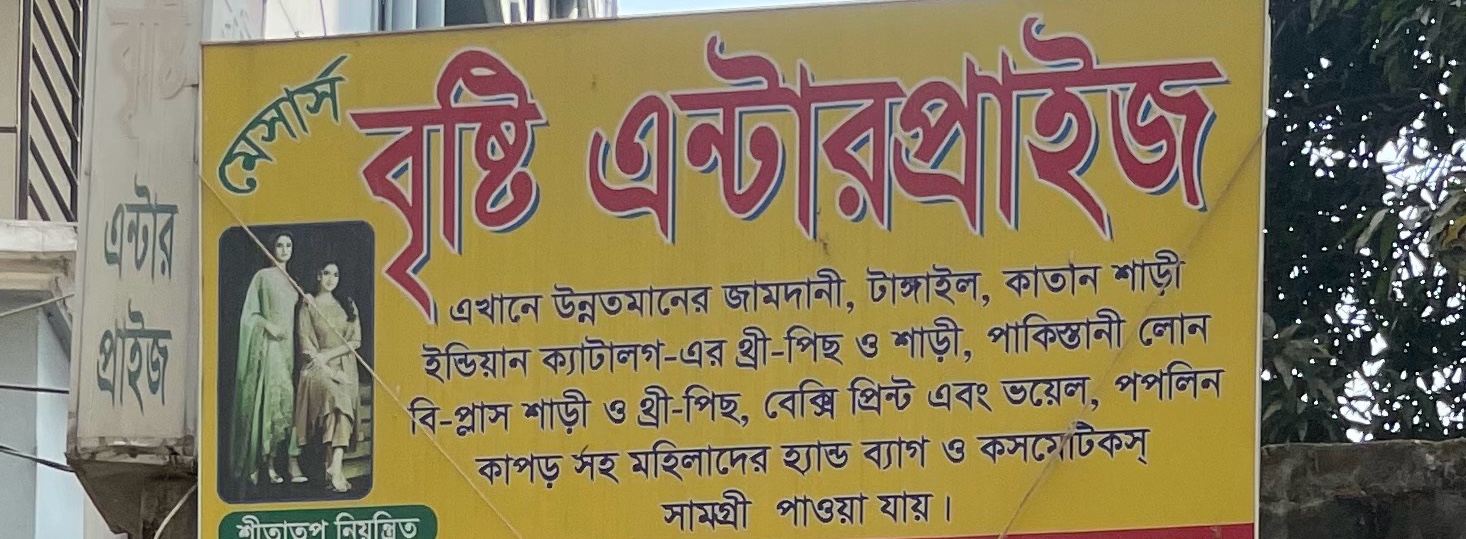 মেসার্স
বৃষ্টি এন্টারপ্রাইজ
এখানে উন্নতমানের জামদানী, টাঙ্গাইল, কাতান শাড়ী
ইন্ডিয়ান ক্যাটালগ-এর থ্রী-পিছ ও শাড়ী, পাকিস্তানী লোন
বি-প্লাস শাড়ী ও থ্রী-পিছ, বেক্সি প্রিন্ট এবং ভয়েল, পপলিন
কাপড় সহ মহিলাদের হ্যান্ড ব্যাগ ও কসমেটিকস্
সামগ্রী পাওয়া যায়।
শীতাতপ নিয়ন্ত্রিত
এন্টার
প্রাইজ